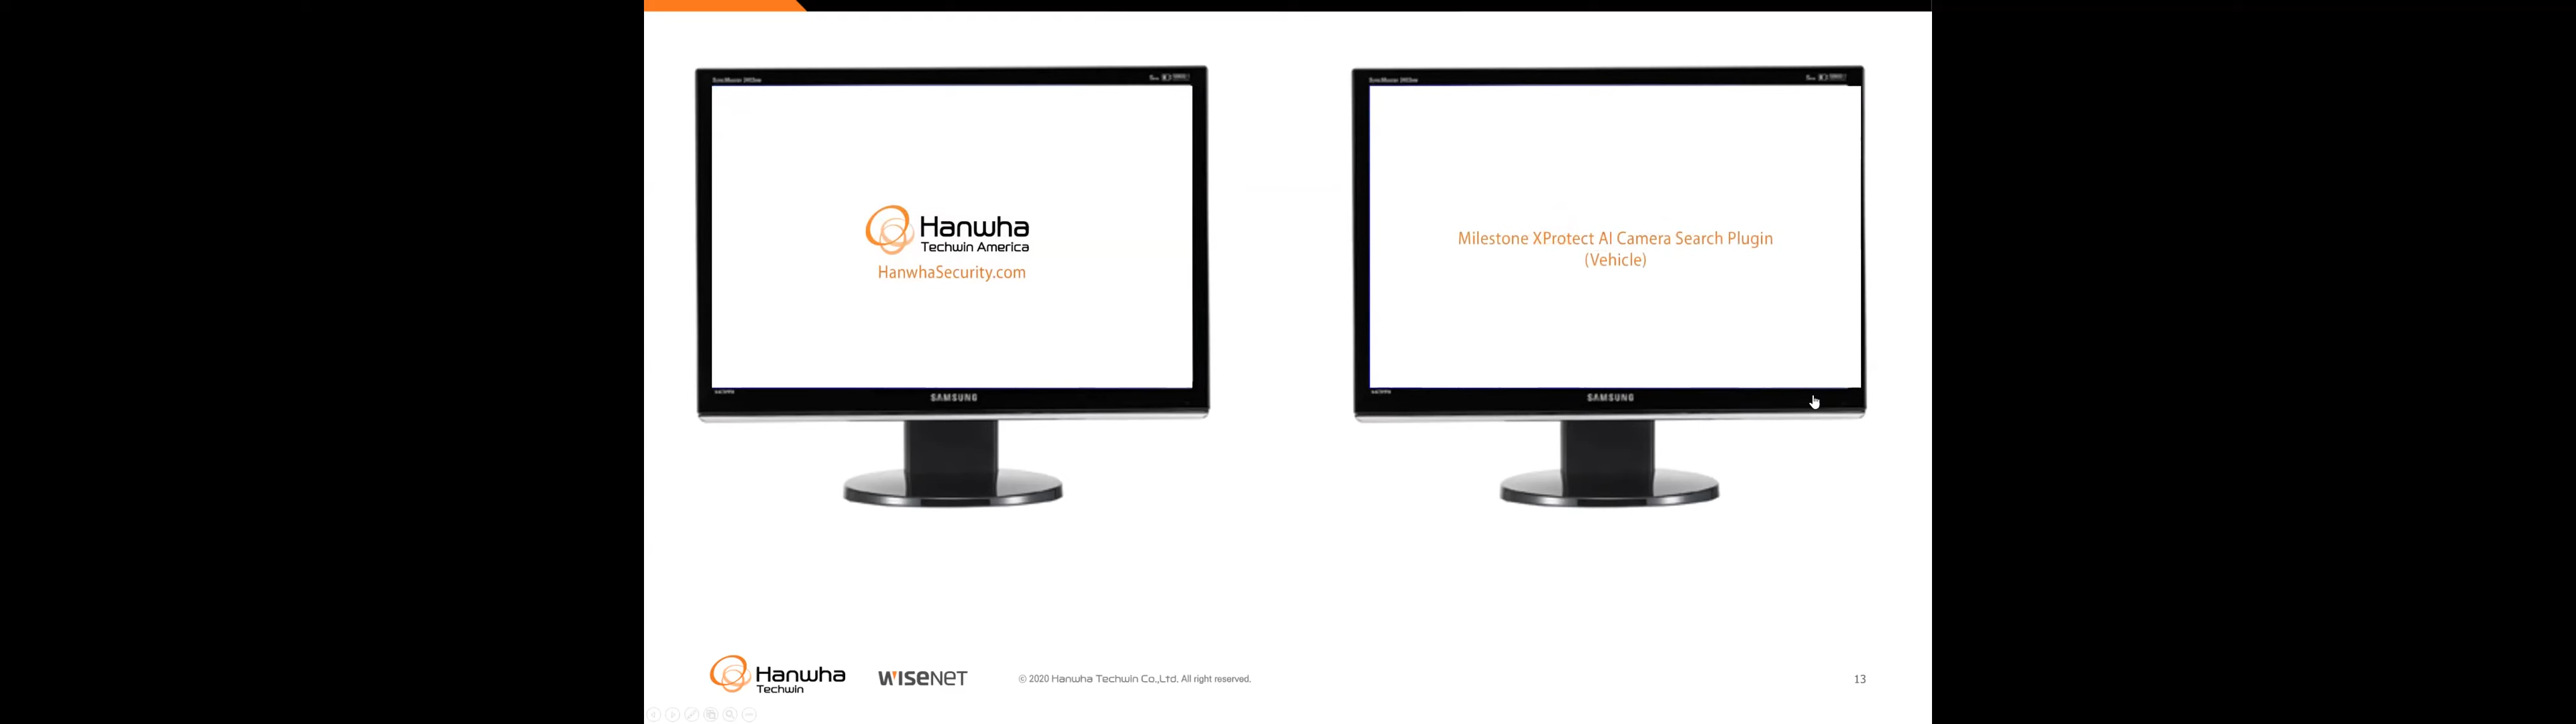 Hanwha
Techwin America
HanwhaSecurity.com
SAMSUNG
Milestone XProtect AI Camera Search Plugin
(Vehicle)
SAMSUNG
Hanwha
Techwin
WISENET
© 2020 Hanwha Techwin Co.,Ltd. All right reserved.
13